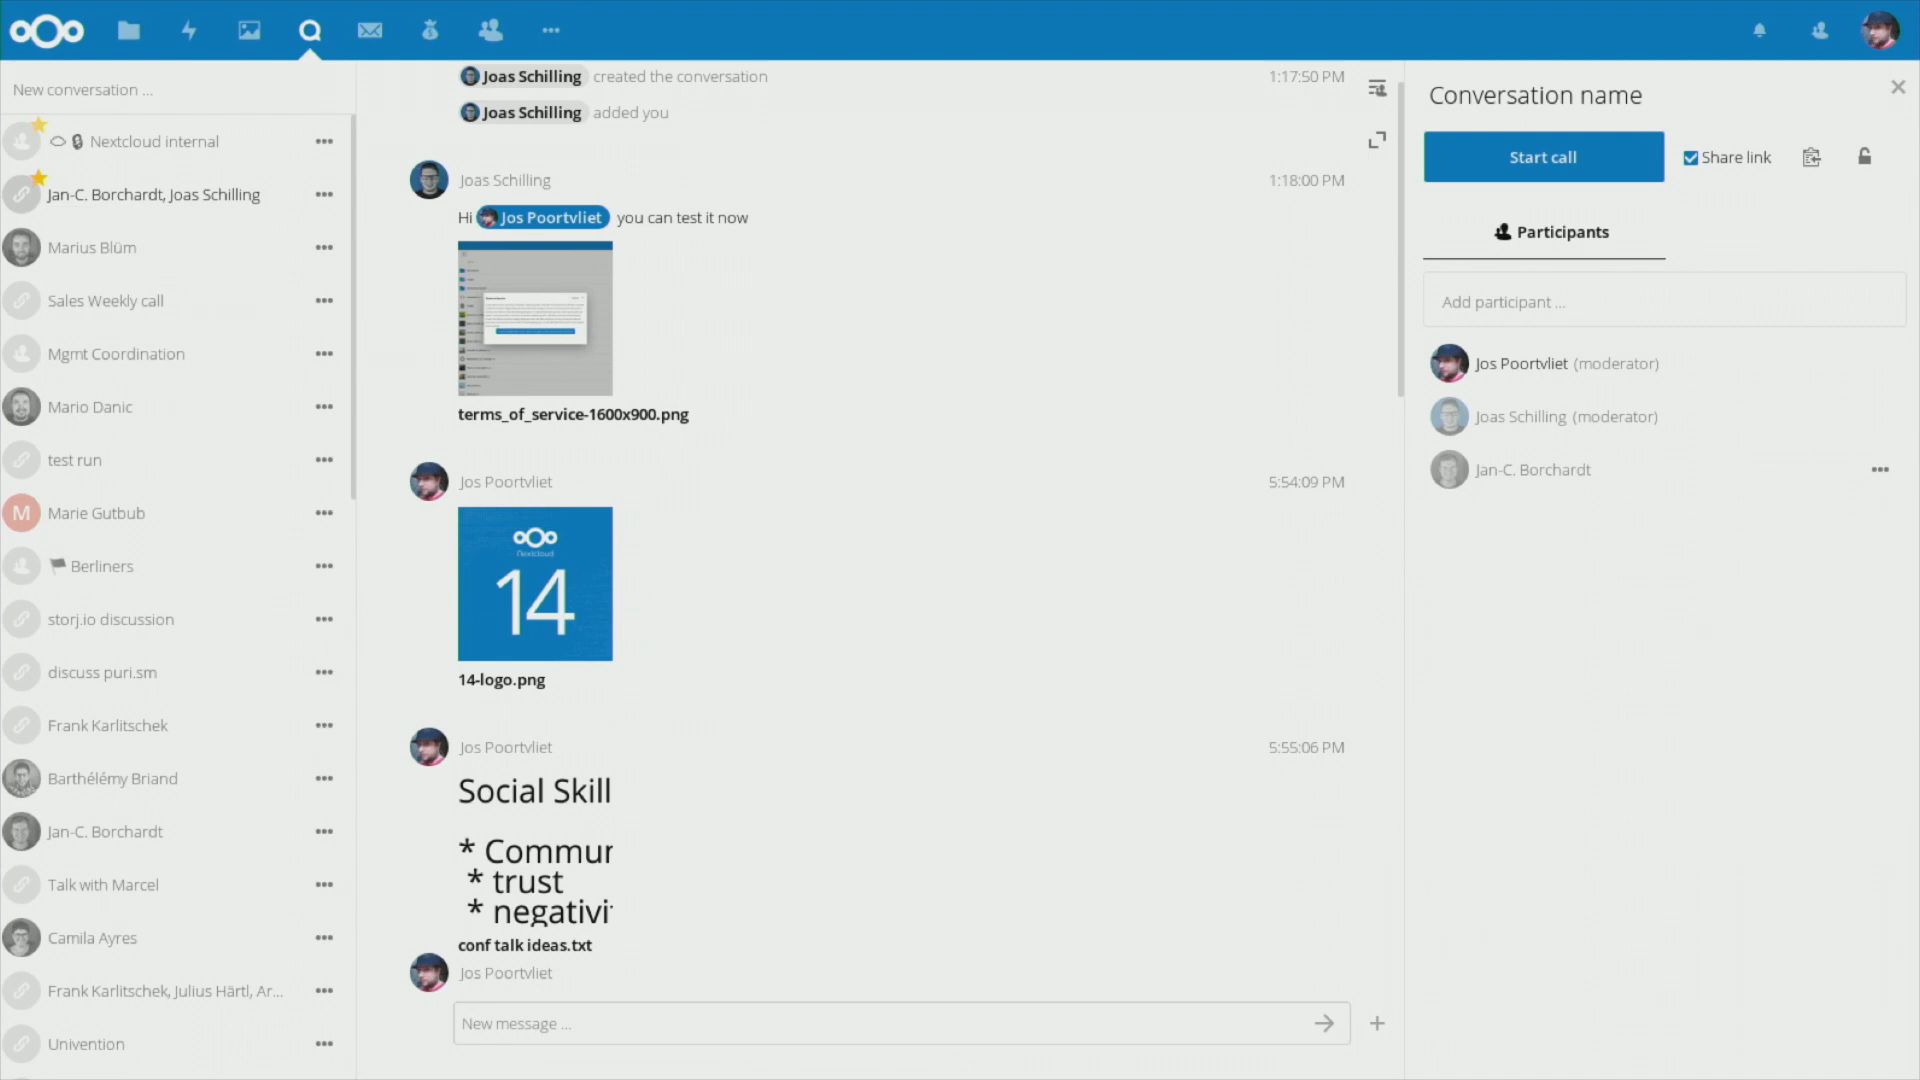 New conversation ...
Nextcloud internal
Jan-C. Borchardt, Joas Schilling
Marius Blüm
Sales Weekly call
Mgmt Coordination
Mario Danic
test run
M Marie Gutbub
Berliners
storj.io discussion
discuss puri.sm
Frank Karlitschek
Barthélémy Briand
Jan-C. Borchardt
Talk with Marcel
Camila Ayres
Frank Karlitschek, Julius Härtl, Ar...
Univention
Joas Schilling created the conversation 1:17:50 PM
Joas Schilling added you
Joas Schilling 1:18:00 PM
Hi Jos Poortvliet you can test it now
terms_of_service-1600x900.png
Jos Poortvliet 5:54:09 PM
Nextcloud
14
14-logo.png
Jos Poortvliet 5:55:06 PM
Social Skill
* Commun
* trust
* negativi
conf talk ideas.txt
Jos Poortvliet
New message ...
Conversation name
Start call
Share link
Participants
Add participant ...
Jos Poortvliet (moderator)
Joas Schilling (moderator)
Jan-C. Borchardt